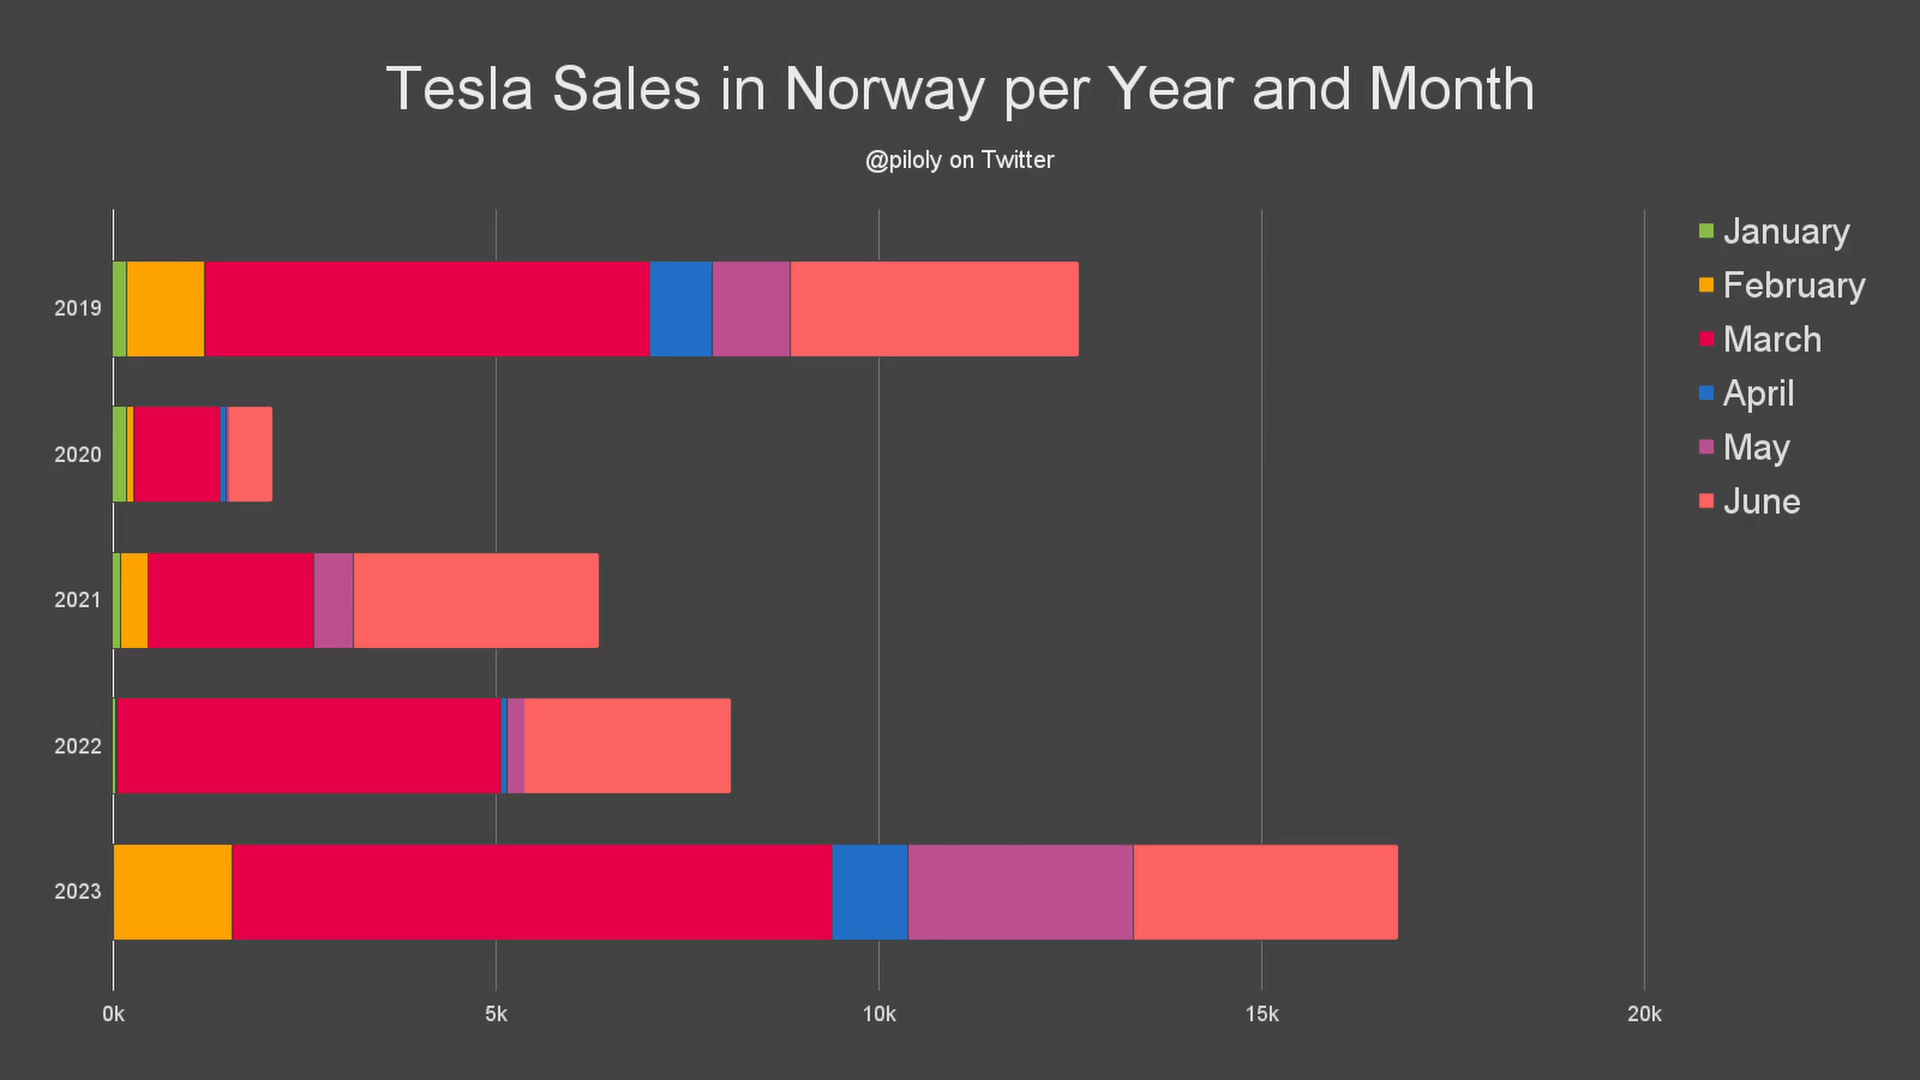 Tesla Sales in Norway per Year and Month
@piloly on Twitter
January
February
March
April
May
June
2019
2020
2021
2022
2023
0k 5k 10k 15k 20k